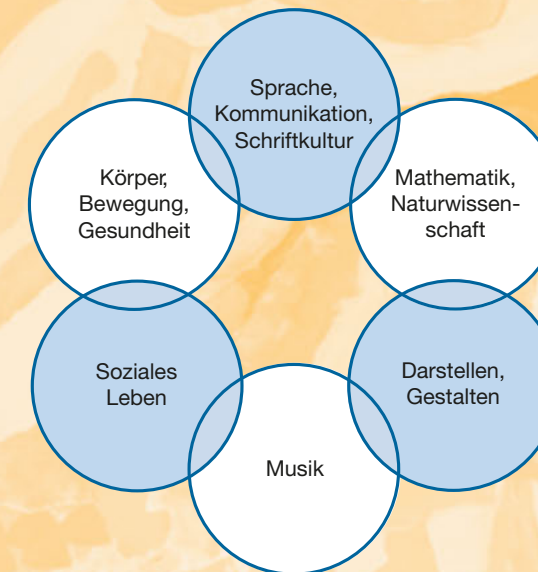 Sprache,
Kommunikation,
Schriftkultur
Körper,
Bewegung,
Gesundheit
Mathematik,
Naturwissen-
schaft
Soziales
Leben
Darstellen,
Gestalten
Musik